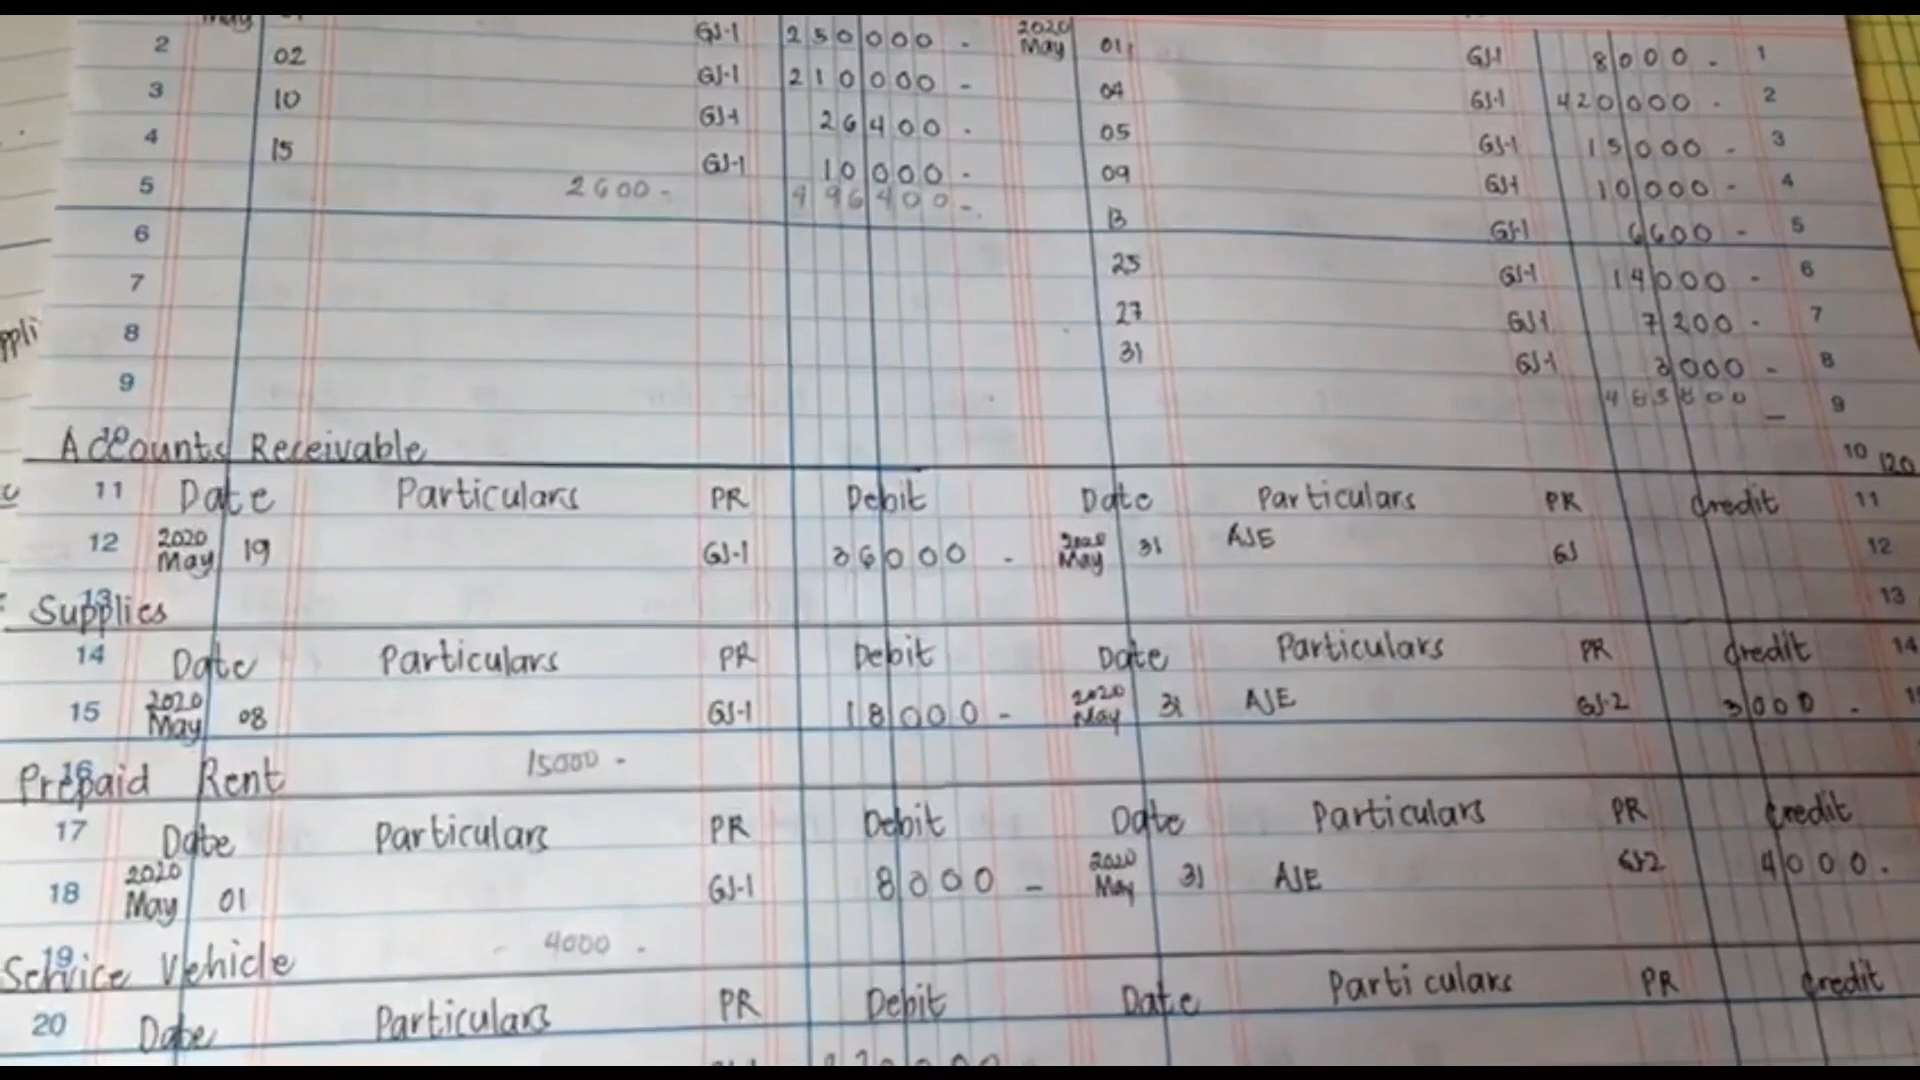 May
2 02 GJ-1 250000 - 2020 May 01 GJ-1 8000 - 1
3 10 GJ-1 210000 - 04 GJ-1 420000 - 2
4 15 GJ-1 26400 - 05 GJ-1 15000 - 3
5 2600 - GJ-1 10000 - 09 GJ-1 10000 - 4
496400 - 13 GJ-1 6600 - 5
6 25 GJ-1 14000 - 6
7 27 GJ-1 7200 - 7
8 31 GJ-1 3000 - 8
9 483800 - 9
Accounts Receivable 10
11 Date Particulars PR Debit Date Particulars PR Credit 11
12 2020 May 19 GJ-1 36000 - 2020 May 31 AJE GJ 12
13 Supplies 13
14 Date Particulars PR Debit Date Particulars PR Credit 14
15 2020 May 08 GJ-1 18000 - 2020 May 31 AJE GJ-2 3000 -
16 Prepaid Rent 15000 -
17 Date Particulars PR Debit Date Particulars PR Credit
18 2020 May 01 GJ-1 8000 - 2020 May 31 AJE GJ-2 4000 -
19 Service Vehicle - 4000 -
20 Date Particulars PR Debit Date Particulars PR Credit